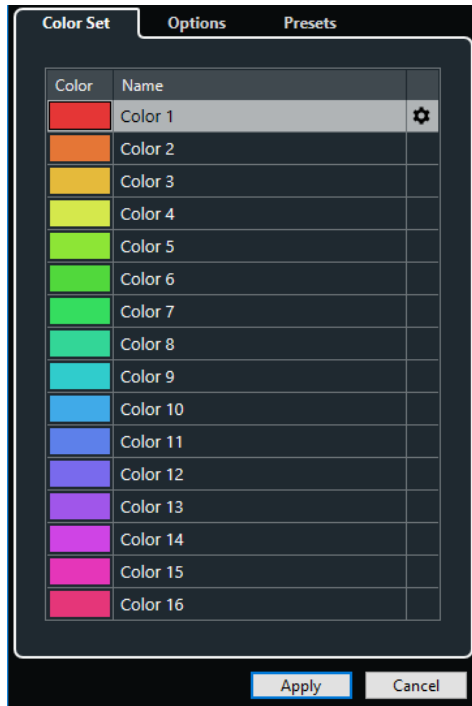 Color Set Options Presets
Color Name
Color 1
Color 2
Color 3
Color 4
Color 5
Color 6
Color 7
Color 8
Color 9
Color 10
Color 11
Color 12
Color 13
Color 14
Color 15
Color 16
Apply Cancel